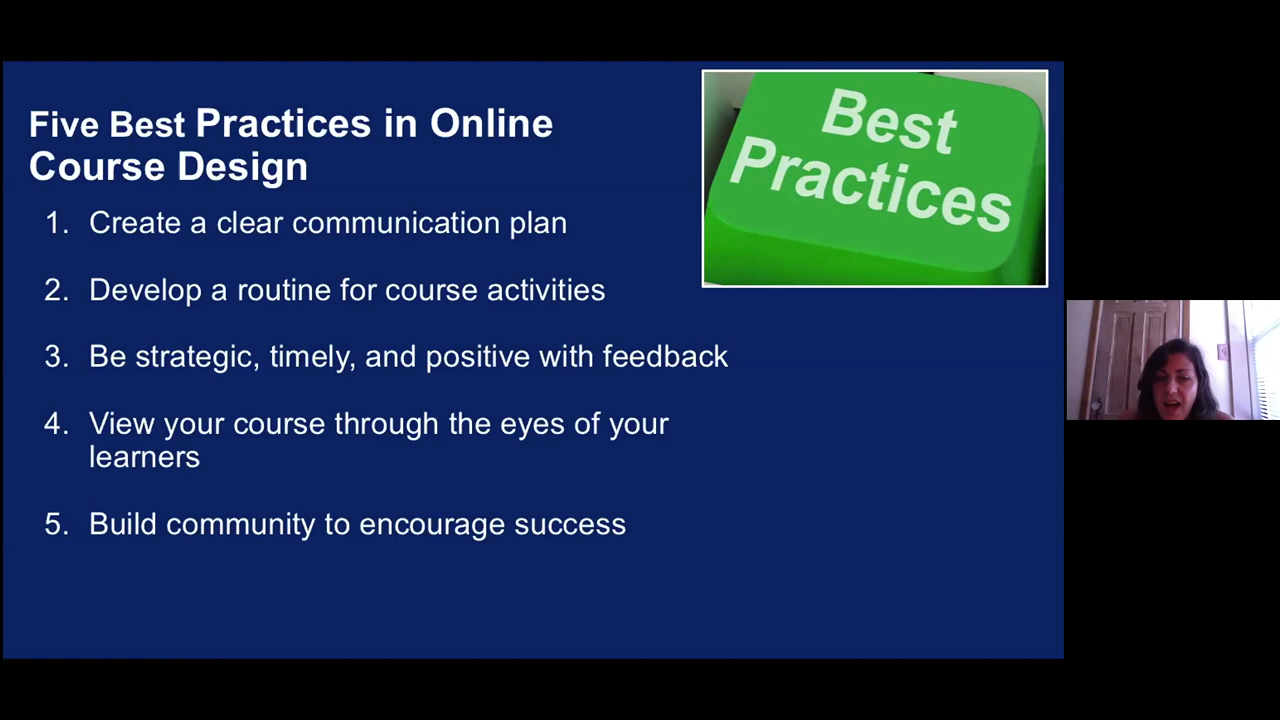 Five Best Practices in Online
Course Design
1. Create a clear communication plan
2. Develop a routine for course activities
3. Be strategic, timely, and positive with feedback
4. View your course through the eyes of your
learners
5. Build community to encourage success
Best
Practices